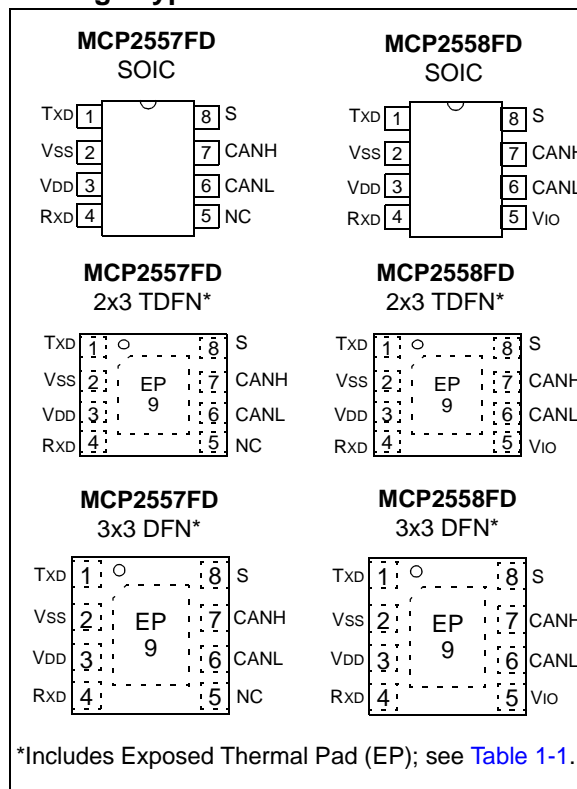 MCP2557FD
SOIC
TXD 1 8 S
VSS 2 7 CANH
VDD 3 6 CANL
RXD 4 5 NC
MCP2558FD
SOIC
TXD 1 8 S
VSS 2 7 CANH
VDD 3 6 CANL
RXD 4 5 VIO
MCP2557FD
2x3 TDFN*
TXD 1 8 S
VSS 2 EP 7 CANH
VDD 3 9 6 CANL
RXD 4 5 NC
MCP2558FD
2x3 TDFN*
TXD 1 8 S
VSS 2 EP 7 CANH
VDD 3 9 6 CANL
RXD 4 5 VIO
MCP2557FD
3x3 DFN*
TXD 1 8 S
VSS 2 EP 7 CANH
VDD 3 9 6 CANL
RXD 4 5 NC
MCP2558FD
3x3 DFN*
TXD 1 8 S
VSS 2 EP 7 CANH
VDD 3 9 6 CANL
RXD 4 5 VIO
*Includes Exposed Thermal Pad (EP); see Table 1-1.